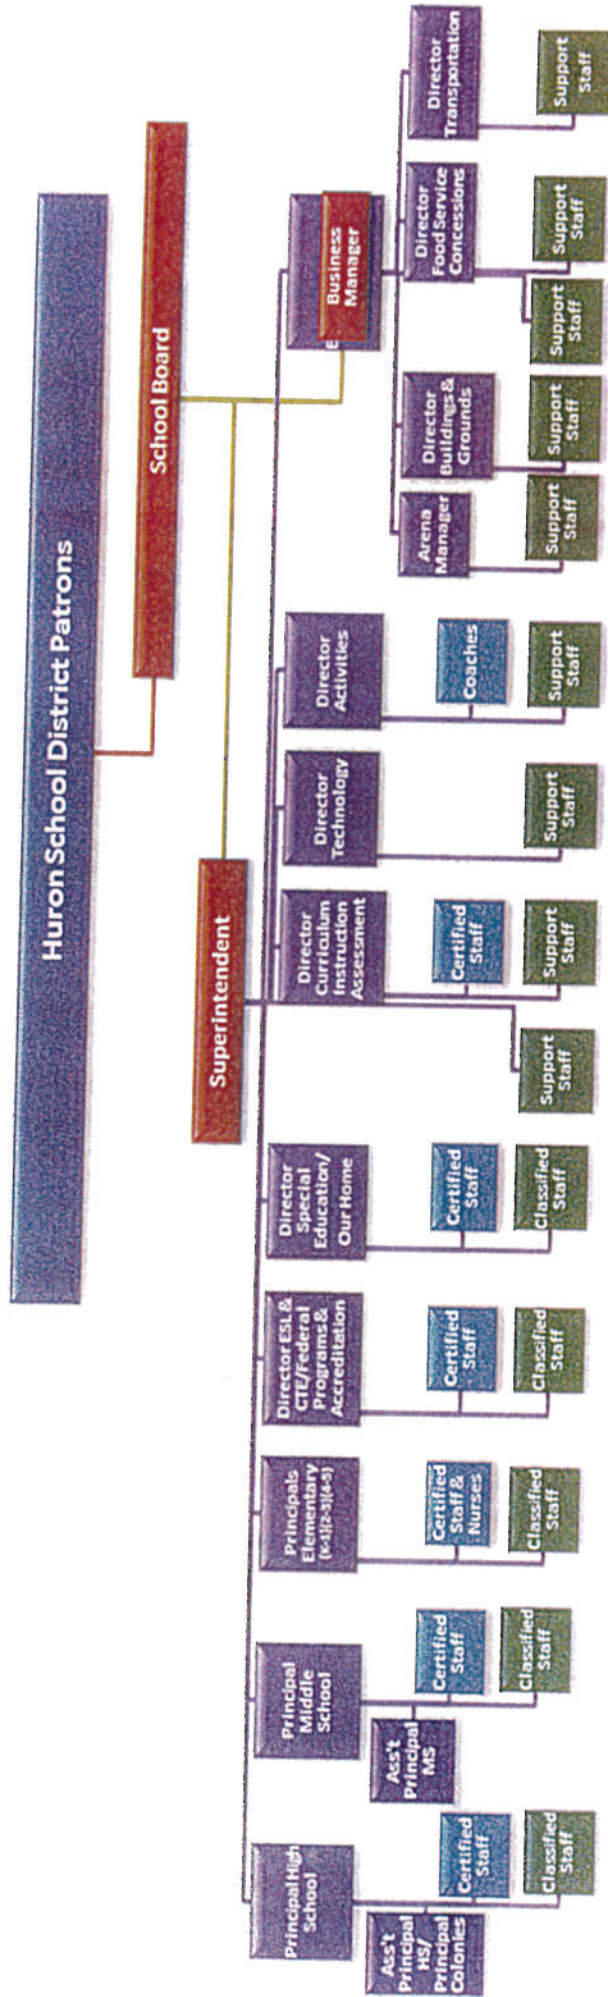 Huron School District Patrons
School Board
Superintendent
Business
Manager
Principal High
School
Principal
Middle
School
Principals
Elementary
(K-1)(2-3)(4-5)
Director ESL &
CTE/Federal
Programs &
Accreditation
Director
Special
Education/
Our Home
Director
Curriculum
Instruction
Assessment
Director
Technology
Director
Activities
Arena
Manager
Director
Buildings &
Grounds
Director
Food Service
Concessions
Director
Transportation
Ass't
Principal
HS/
Principal
Colonies
Certified
Staff
Classified
Staff
Ass't
Principal
MS
Certified
Staff
Classified
Staff
Certified
Staff &
Nurses
Classified
Staff
Certified
Staff
Classified
Staff
Certified
Staff
Classified
Staff
Support
Staff
Certified
Staff
Support
Staff
Support
Staff
Coaches
Support
Staff
Support
Staff
Support
Staff
Support
Staff
Support
Staff
Support
Staff